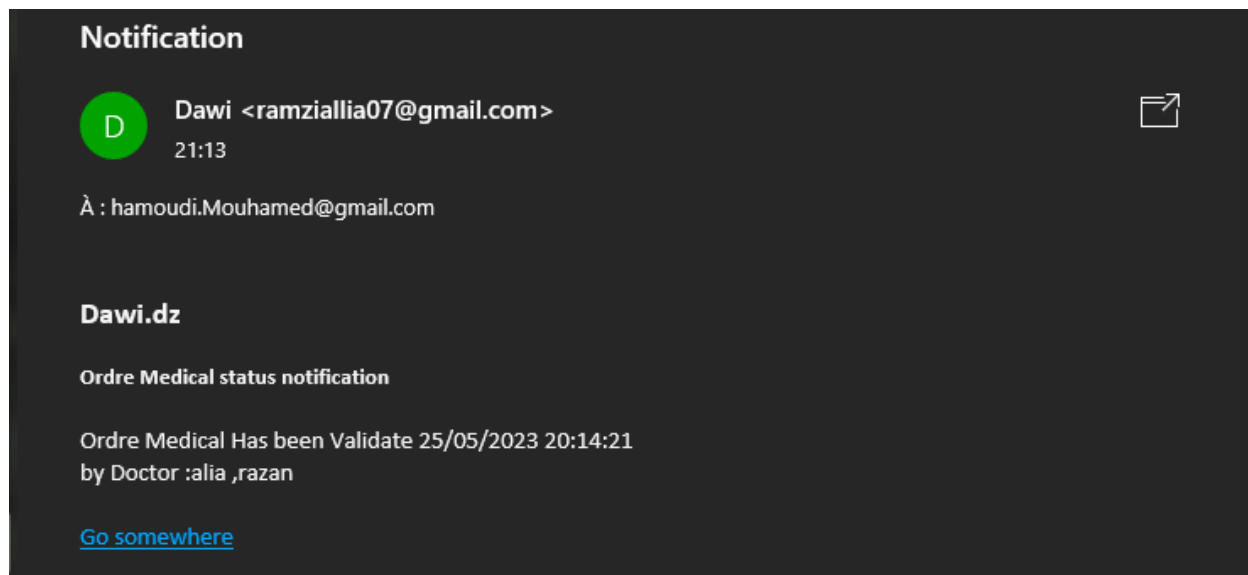 Notification
D
Dawi <ramziallia07@gmail.com>
21:13
À : hamoudi.Mouhamed@gmail.com
Dawi.dz
Ordre Medical status notification
Ordre Medical Has been Validate 25/05/2023 20:14:21
by Doctor :alia ,razan
Go somewhere